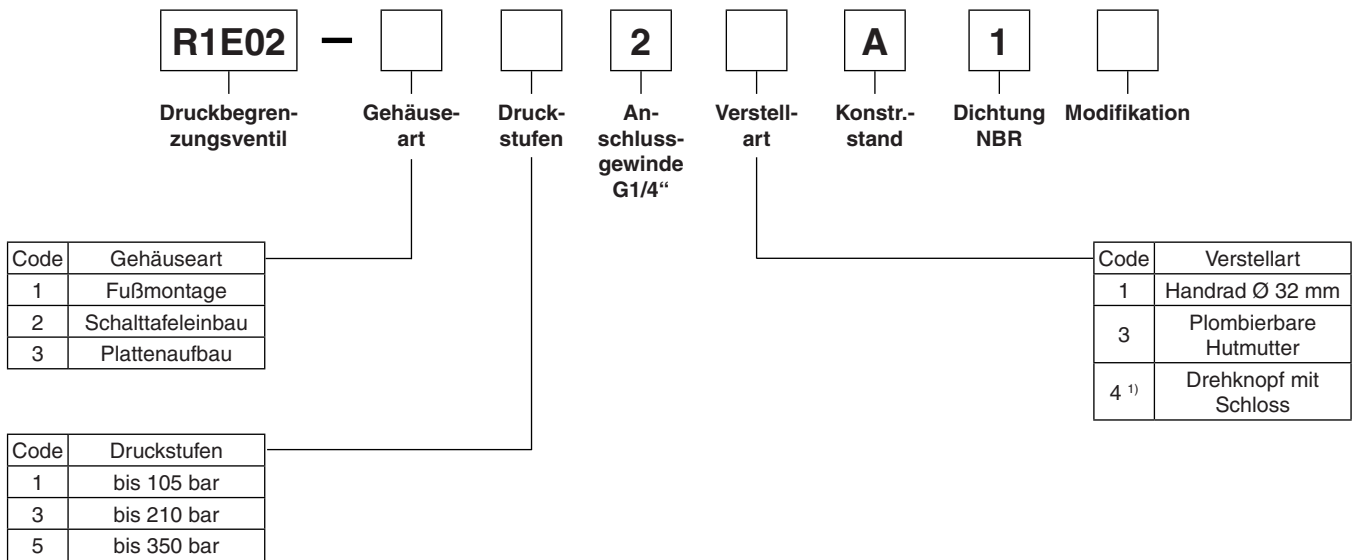 R1E02 – 2 A 1
Druckbegren-
zungsventil
Gehäuse-
art
Druck-
stufen
An-
schluss-
gewinde
G1/4“
Verstell-
art
Konstr.-
stand
Dichtung
NBR
Modifikation
Code Gehäuseart
1 Fußmontage
2 Schalttafeleinbau
3 Plattenaufbau
Code Druckstufen
1 bis 105 bar
3 bis 210 bar
5 bis 350 bar
Code Verstellart
1 Handrad Ø 32 mm
3 Plombierbare
Hutmutter
4 1) Drehknopf mit
Schloss